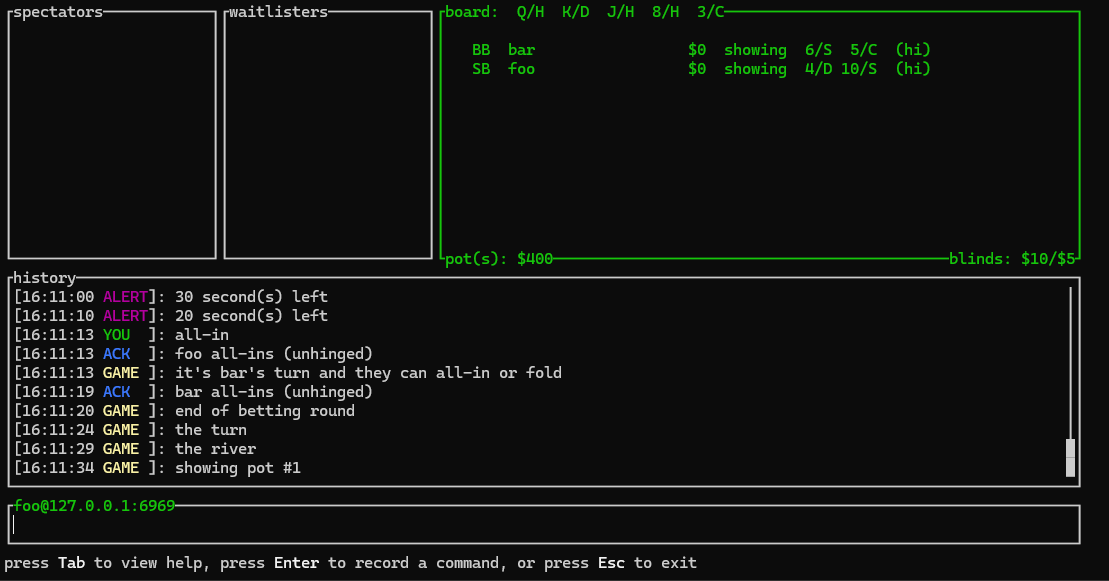 spectators
waitlisters
board:  Q/H  K/D  J/H  8/H  3/C
BB  bar                 $0  showing  6/S  5/C  (hi)
SB  foo                 $0  showing  4/D 10/S  (hi)
pot(s): $400
blinds: $10/$5
history
[16:11:00 ALERT]: 30 second(s) left
[16:11:10 ALERT]: 20 second(s) left
[16:11:13 YOU  ]: all-in
[16:11:13 ACK  ]: foo all-ins (unhinged)
[16:11:13 GAME ]: it's bar's turn and they can all-in or fold
[16:11:19 ACK  ]: bar all-ins (unhinged)
[16:11:20 GAME ]: end of betting round
[16:11:24 GAME ]: the turn
[16:11:29 GAME ]: the river
[16:11:34 GAME ]: showing pot #1
foo@127.0.0.1:6969
press Tab to view help, press Enter to record a command, or press Esc to exit